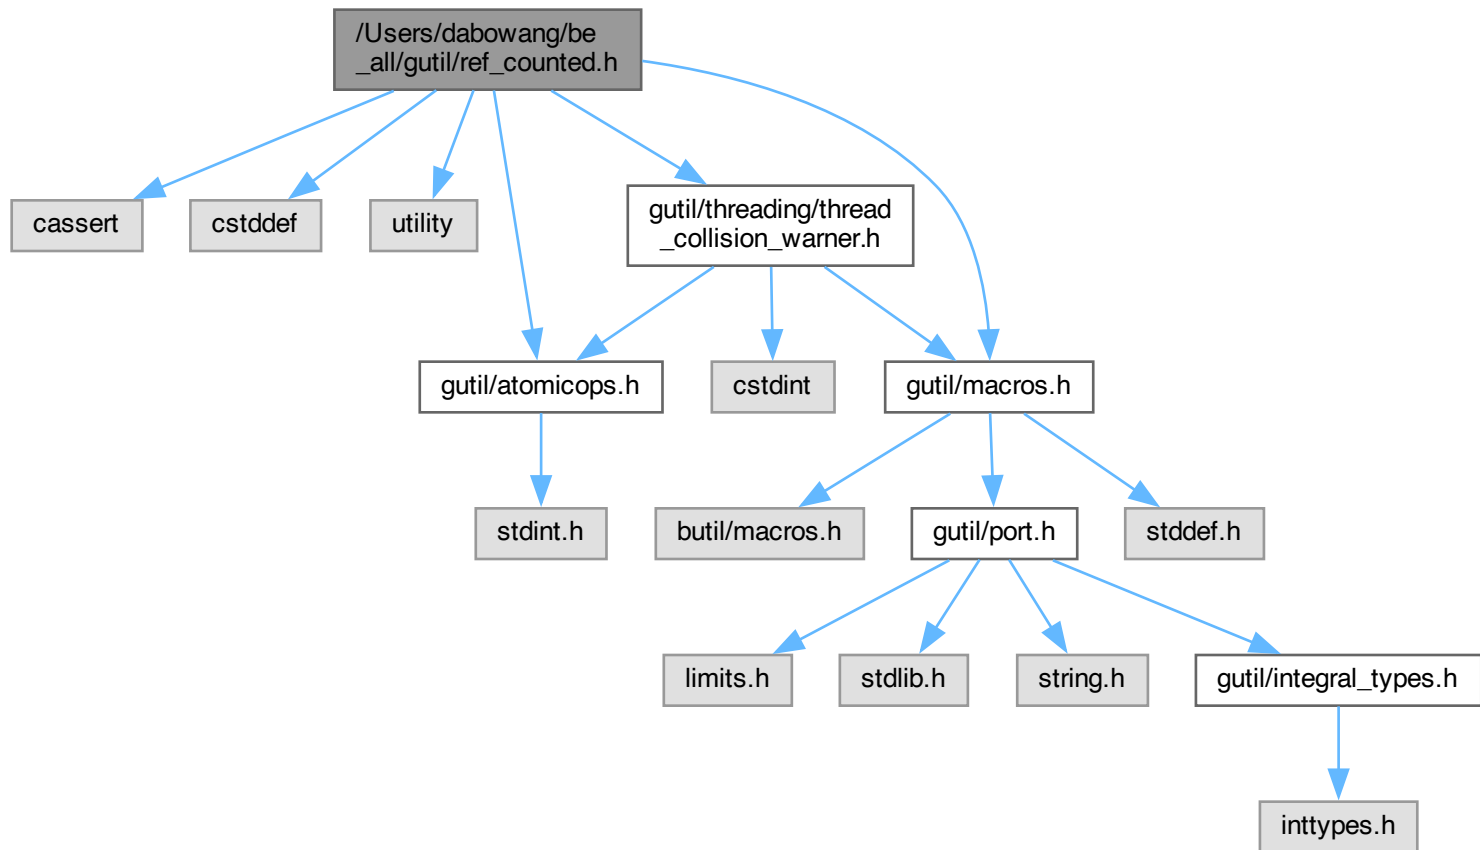 /Users/dabowang/be
_all/gutil/ref_counted.h
cassert
cstddef
utility
gutil/threading/thread
_collision_warner.h
gutil/atomicops.h
cstdint
gutil/macros.h
stdint.h
butil/macros.h
gutil/port.h
stddef.h
limits.h
stdlib.h
string.h
gutil/integral_types.h
inttypes.h